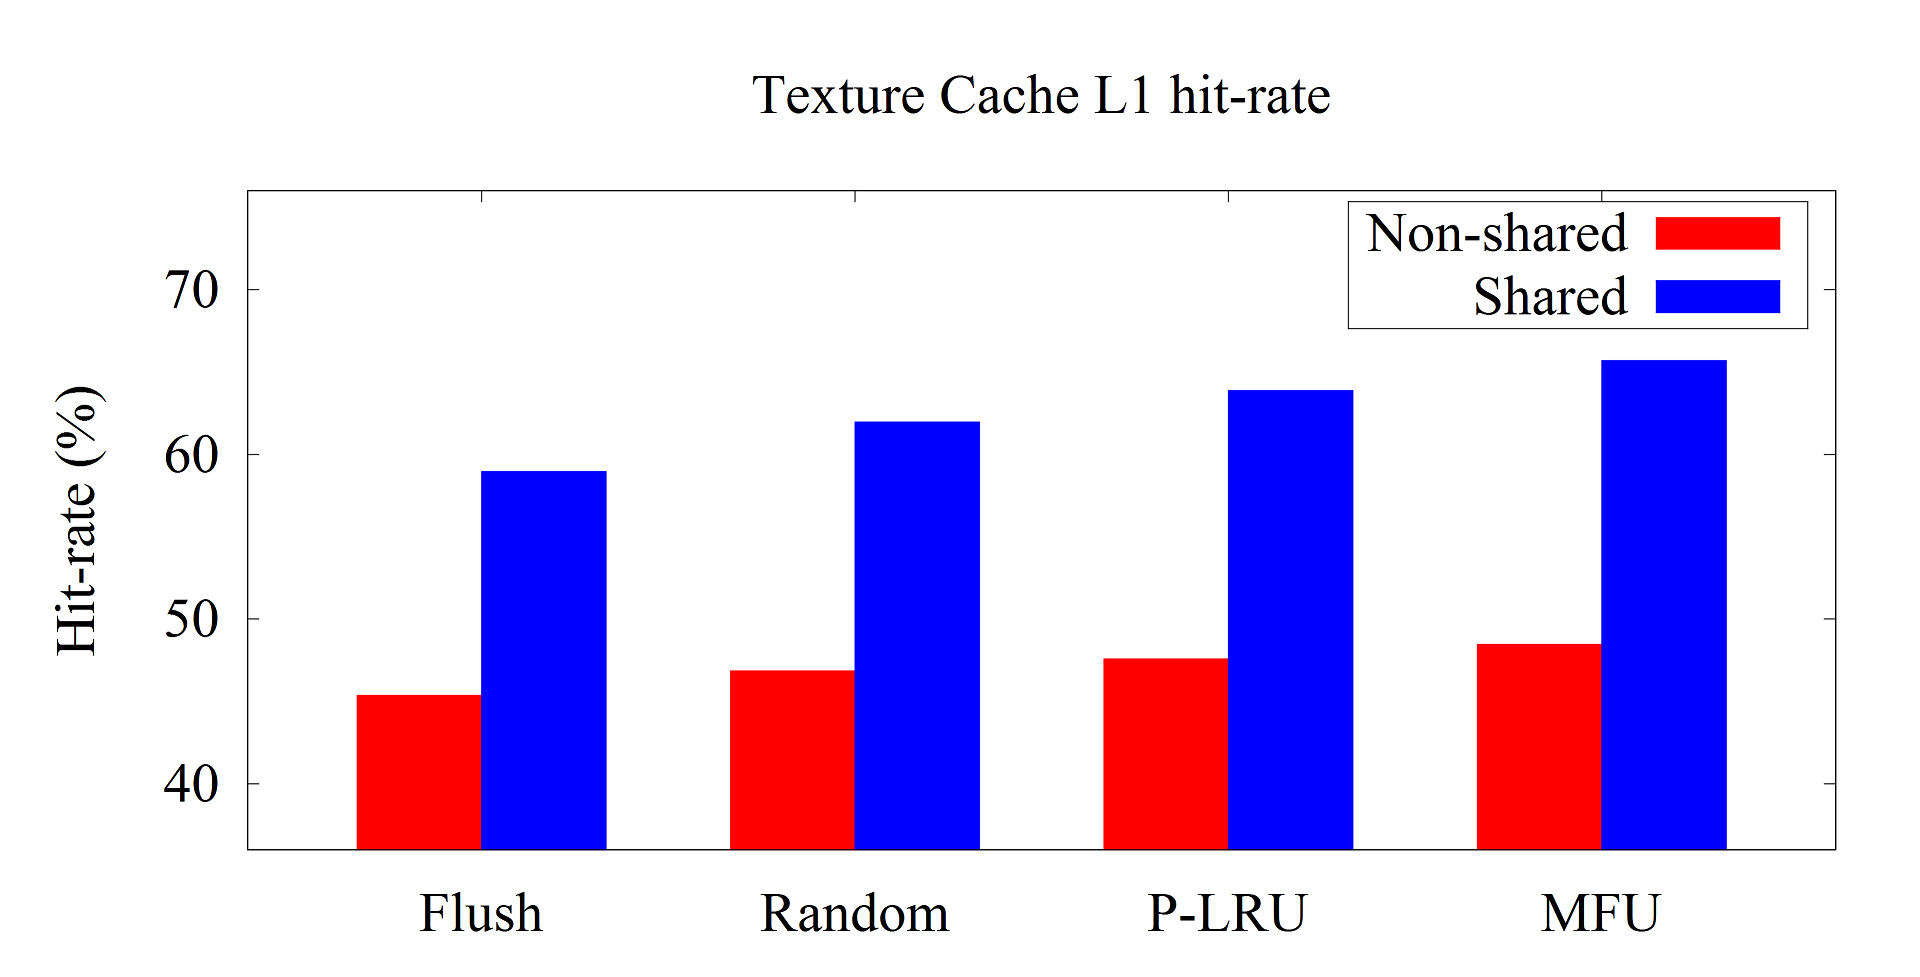 Texture Cache L1 hit-rate
Non-shared
Shared
70
60
50
40
Hit-rate (%)
Flush Random P-LRU MFU